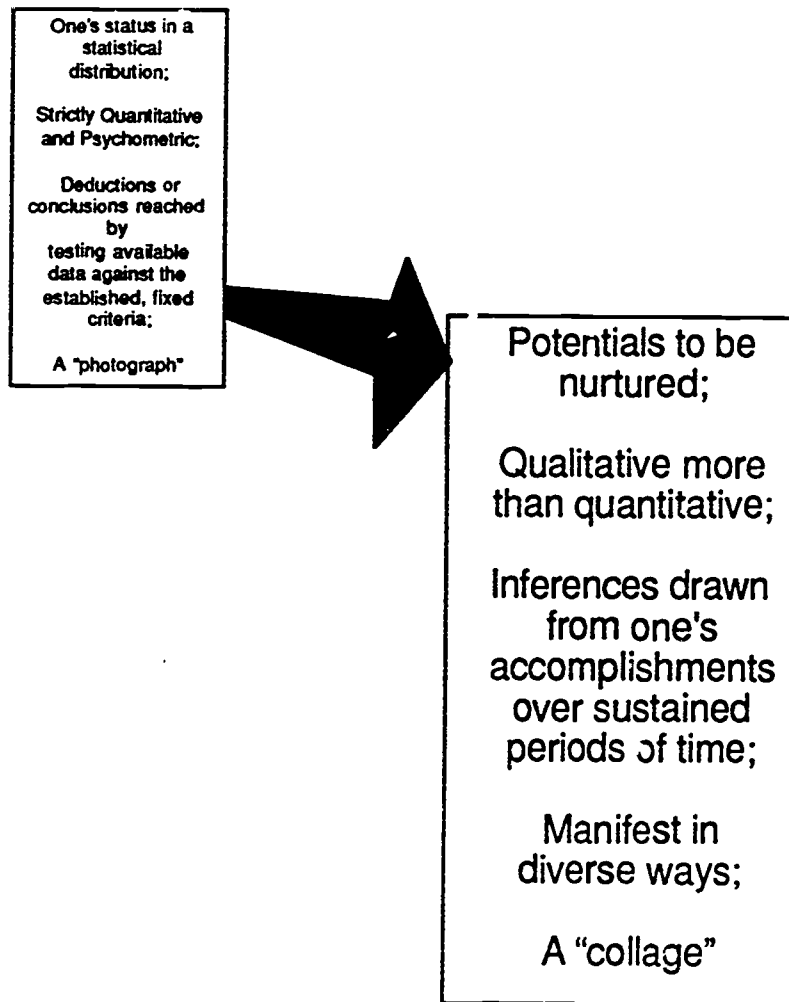 One's status in a
statistical
distribution;
Strictly Quantitative
and Psychometric;
Deductions or
conclusions reached
by
testing available
data against the
established, fixed
criteria;
A "photograph"
Potentials to be
nurtured;
Qualitative more
than quantitative;
Inferences drawn
from one's
accomplishments
over sustained
periods of time;
Manifest in
diverse ways;
A “collage”